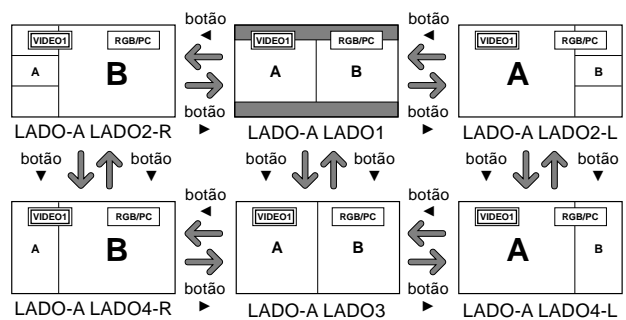 botão ◄ botão ◄
VIDEO1 RGB/PC VIDEO1 RGB/PC VIDEO1 RGB/PC
A B A B A B
botão ► botão ►
LADO-A LADO2-R LADO-A LADO1 LADO-A LADO2-L
botão ▼ botão ▼ botão ▼ botão ▼ botão ▼ botão ▼
botão ◄ botão ◄
VIDEO1 RGB/PC VIDEO1 RGB/PC VIDEO1 RGB/PC
A B A B A B
botão ► botão ►
LADO-A LADO4-R LADO-A LADO3 LADO-A LADO4-L